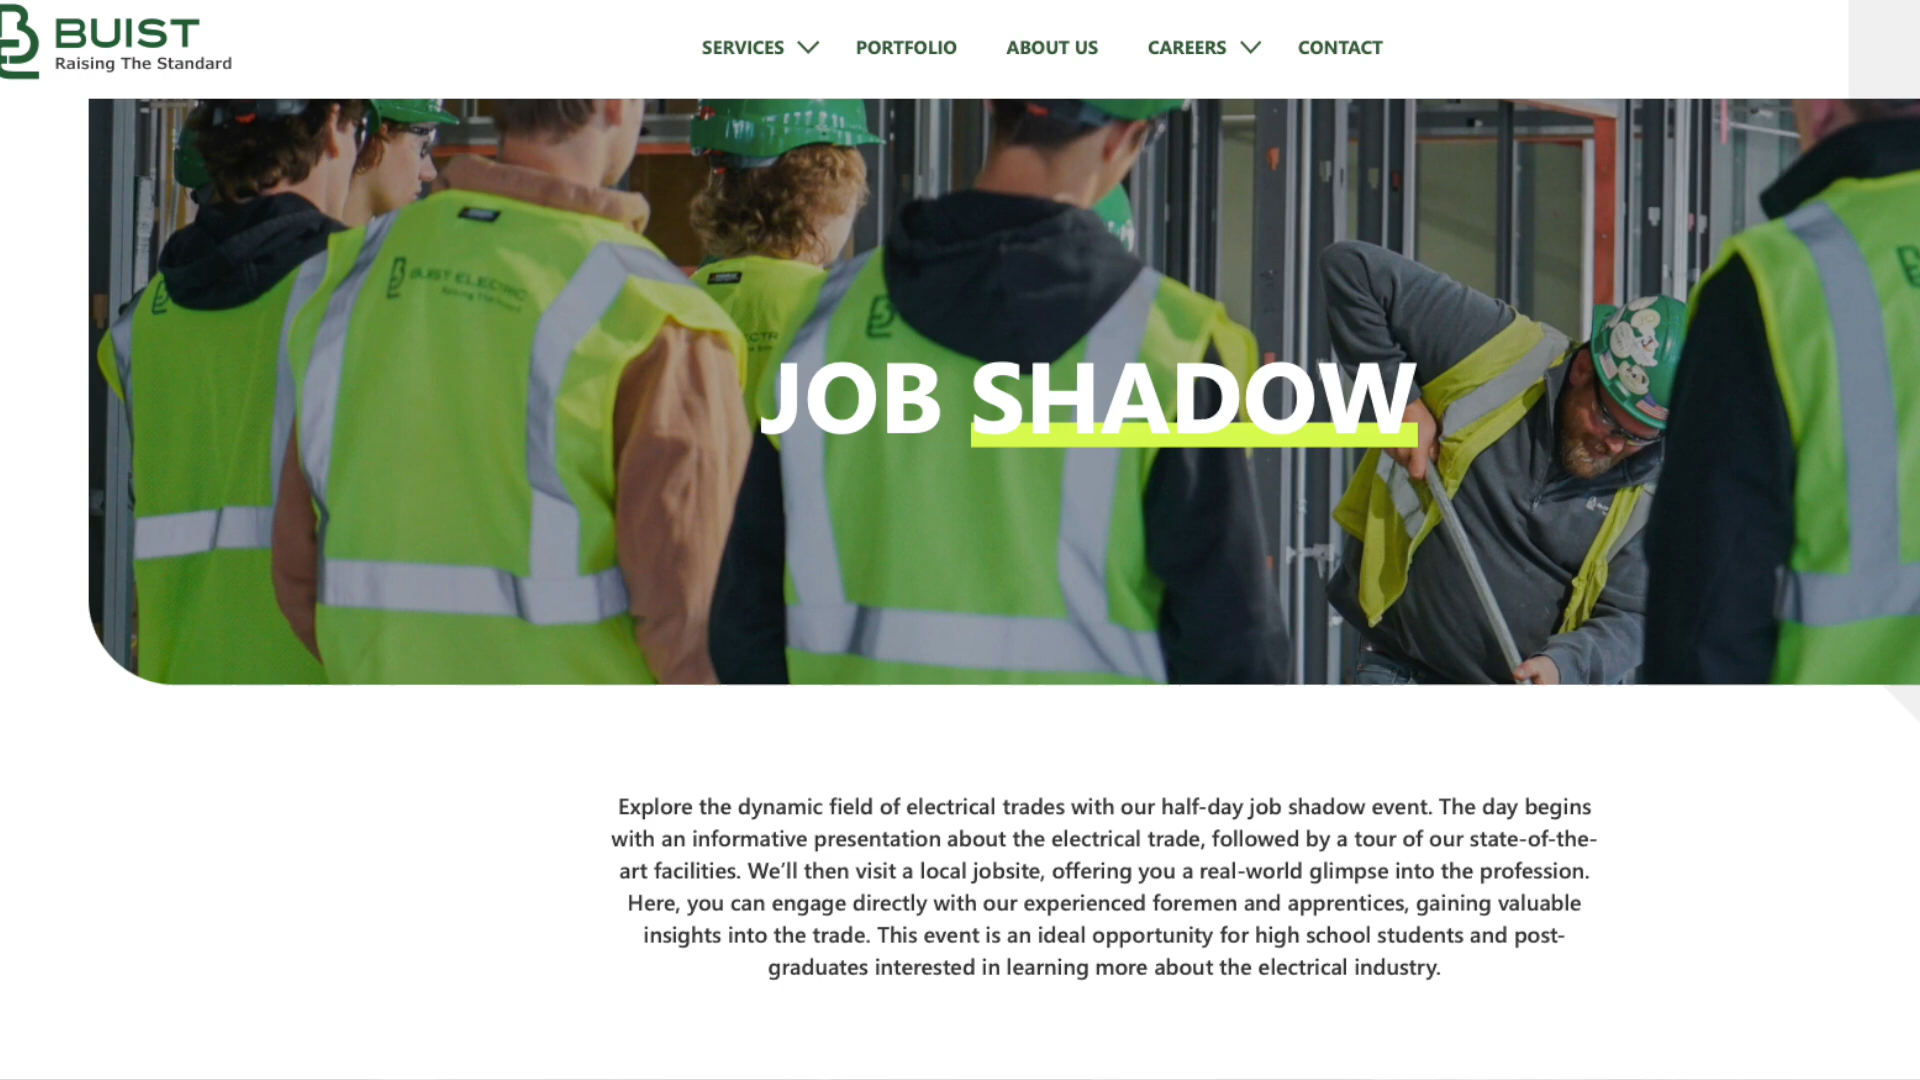 BUIST
Raising The Standard
SERVICES PORTFOLIO ABOUT US CAREERS CONTACT
BUIST ELECTRIC
Raising The Standard
JOB SHADOW
Explore the dynamic field of electrical trades with our half-day job shadow event. The day begins
with an informative presentation about the electrical trade, followed by a tour of our state-of-the-
art facilities. We’ll then visit a local jobsite, offering you a real-world glimpse into the profession.
Here, you can engage directly with our experienced foremen and apprentices, gaining valuable
insights into the trade. This event is an ideal opportunity for high school students and post-
graduates interested in learning more about the electrical industry.